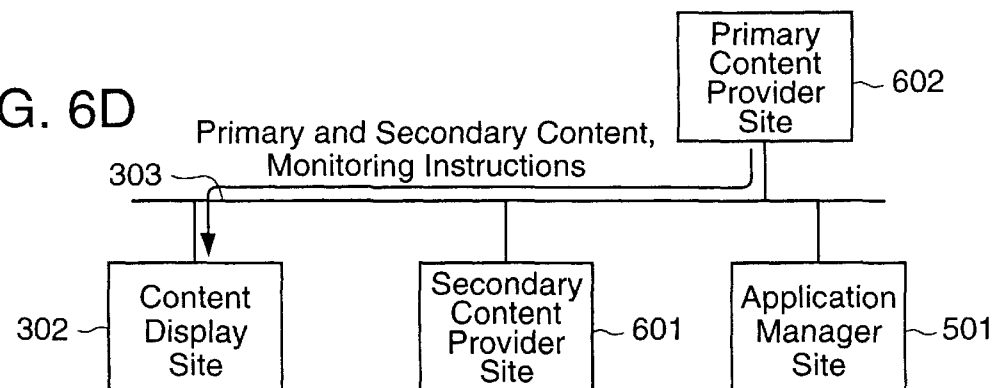 Primary
Content
Provider
Site
602
G. 6D
Primary and Secondary Content,
Monitoring Instructions
303
Content
Display
Site
302
Secondary
Content
Provider
Site
601
Application
Manager
Site
501